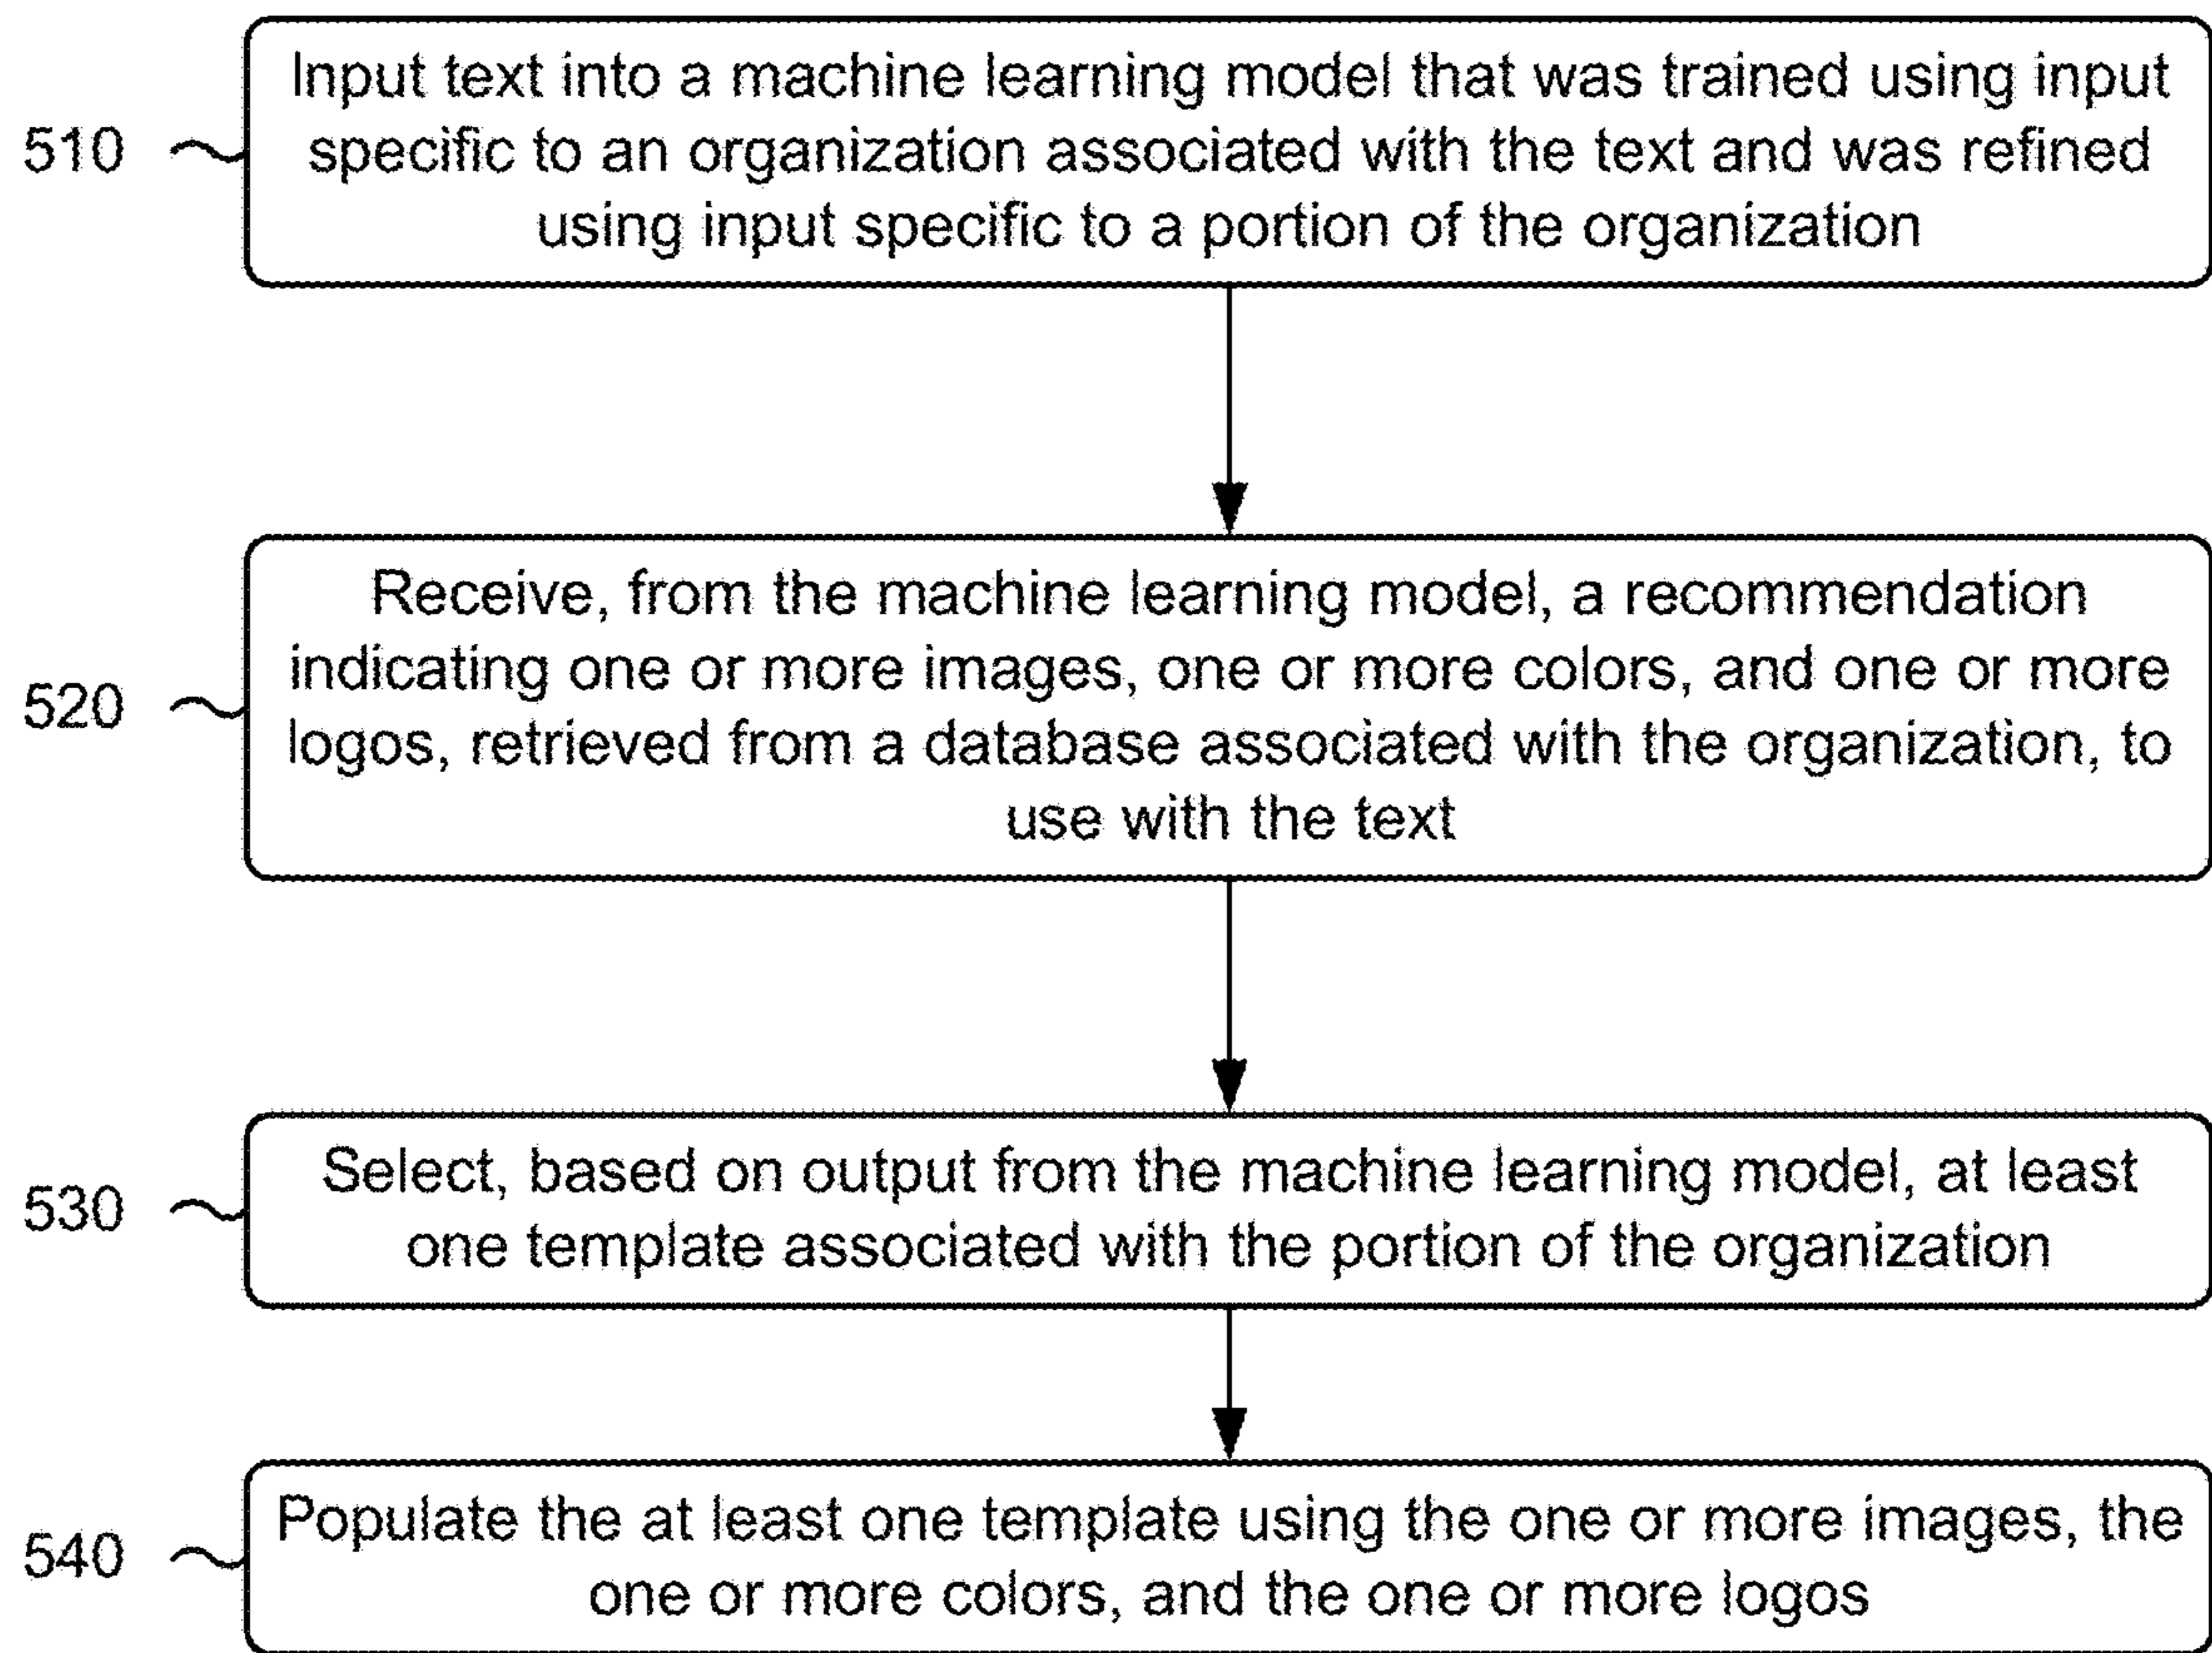 Input text into a machine learning model that was trained using input
510
specific to an organization associated with the text and was refined
using input specific to a portion of the organization
Receive, from the machine learning model, a recommendation
indicating one or more images, one or more colors, and one or more
520
logos, retrieved from a database associated with the organization, to
use with the text
Select, based on output from the machine learning model, at least
530
one template associated with the portion of the organization
Populate the at least one template using the one or more images, the
540
one or more colors, and the one or more logos